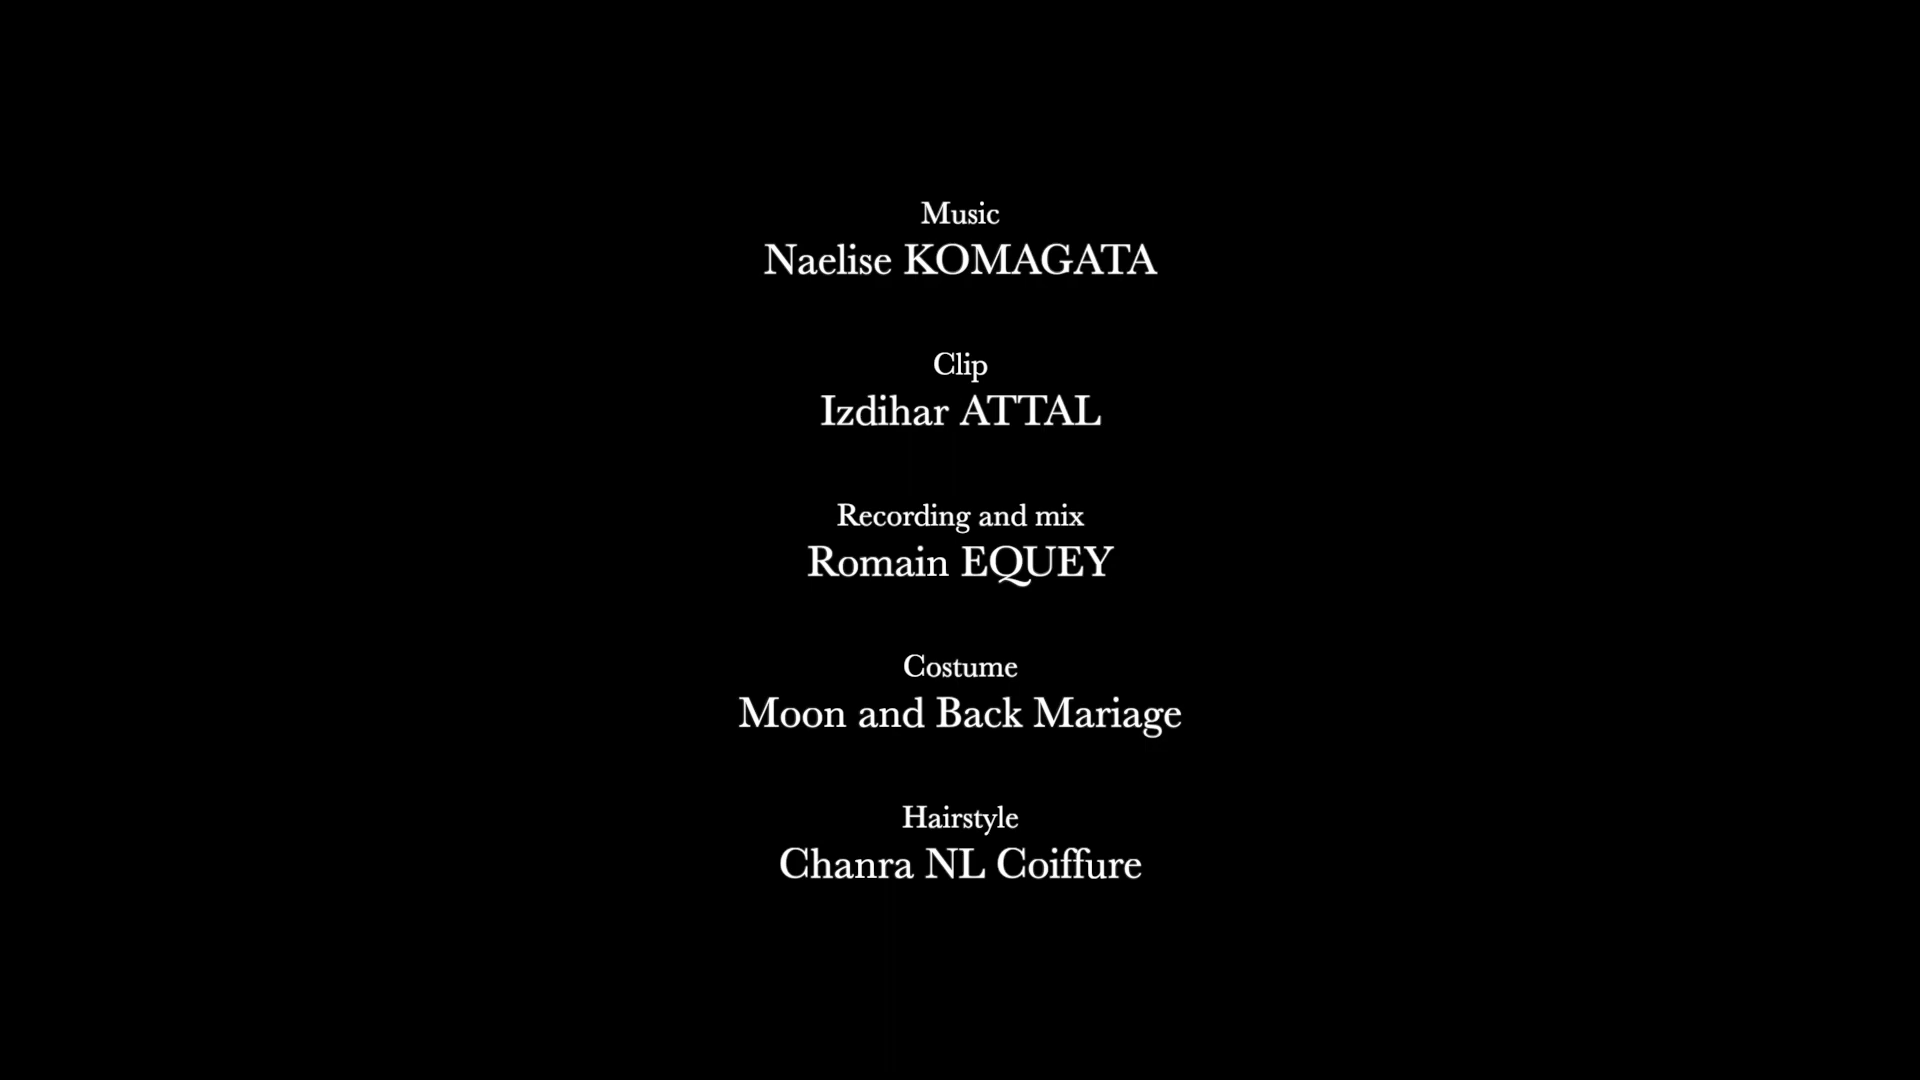 Music
Naelise KOMAGATA
Clip
Izdihar ATTAL
Recording and mix
Romain EQUEY
Costume
Moon and Back Mariage
Hairstyle
Chanra NL Coiffure